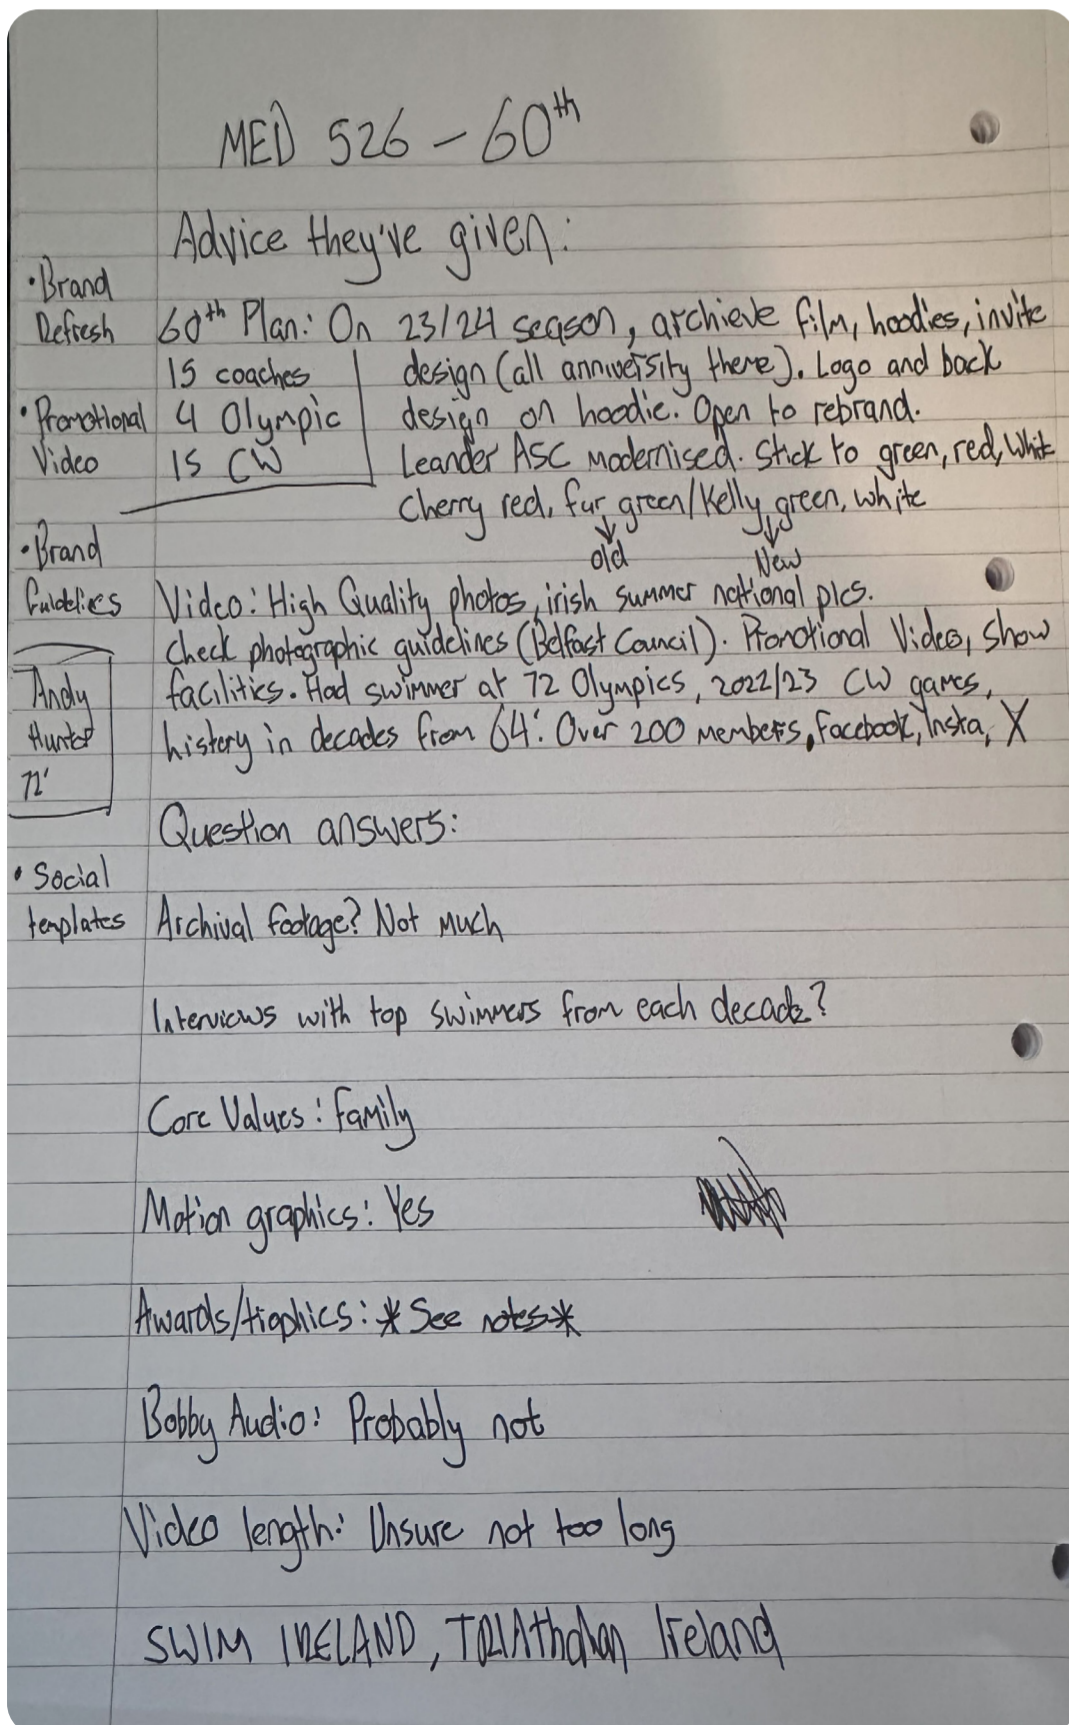 MED 526 - 60th
Advice they've given:
• Brand
Refresh
60th Plan: On 23/24 season, archieve film, hoodies, invite
15 coaches
design (all anniversity there). Logo and back
• Promotional
4 Olympic
design on hoodie. Open to rebrand.
Video
15 CW
Leander ASC modernised. Stick to green, red, white
Cherry red, fur green/Kelly green, white
old
New
• Brand
Guidelines
Video: High Quality photos, irish summer national pics.
Check photographic guidelines (Belfast Council). Promotional Video, show
facilities. Had swimmer at 72 Olympics, 2022/23 CW games,
history in decades from 64'. Over 200 members, Facebook, Insta, X
Andy
Hunter
72'
Question answers:
• Social
templates
Archival footage? Not much
Interviews with top swimmers from each decade?
Core Values: family
Motion graphics: Yes
Awards/trophies: *See notes*
Bobby Audio: Probably not
Video length: Unsure not too long
SWIM IRELAND, TRIAthalon Ireland